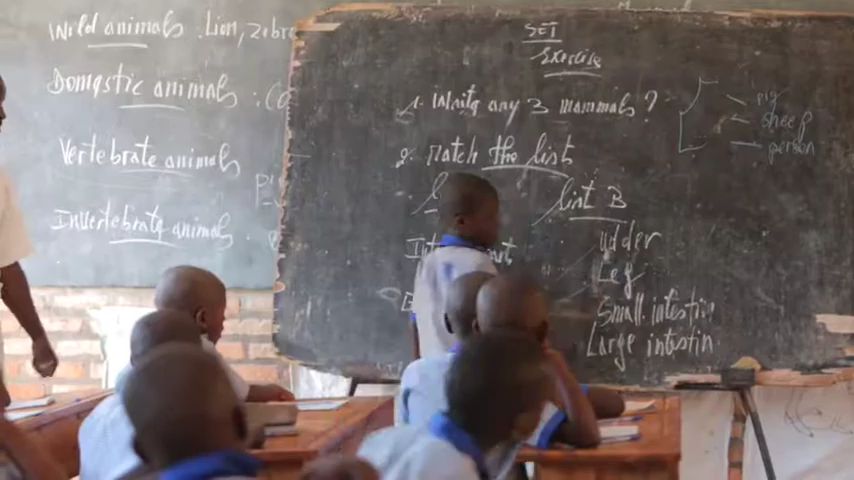 Wild animals : Lion, zebra
Domastic animals :
Vertebrate animals
Invertebrate animals
SET
Exercise
1. Write any 3 mammals?
pig
sheep
person
2. Match the list
list B
udder
Leg
Small intestin
Large intestin